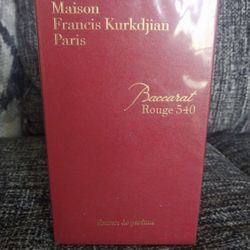 Maison
Francis Kurkdjian
Paris
Baccarat
Rouge 540
Extrait de parfum